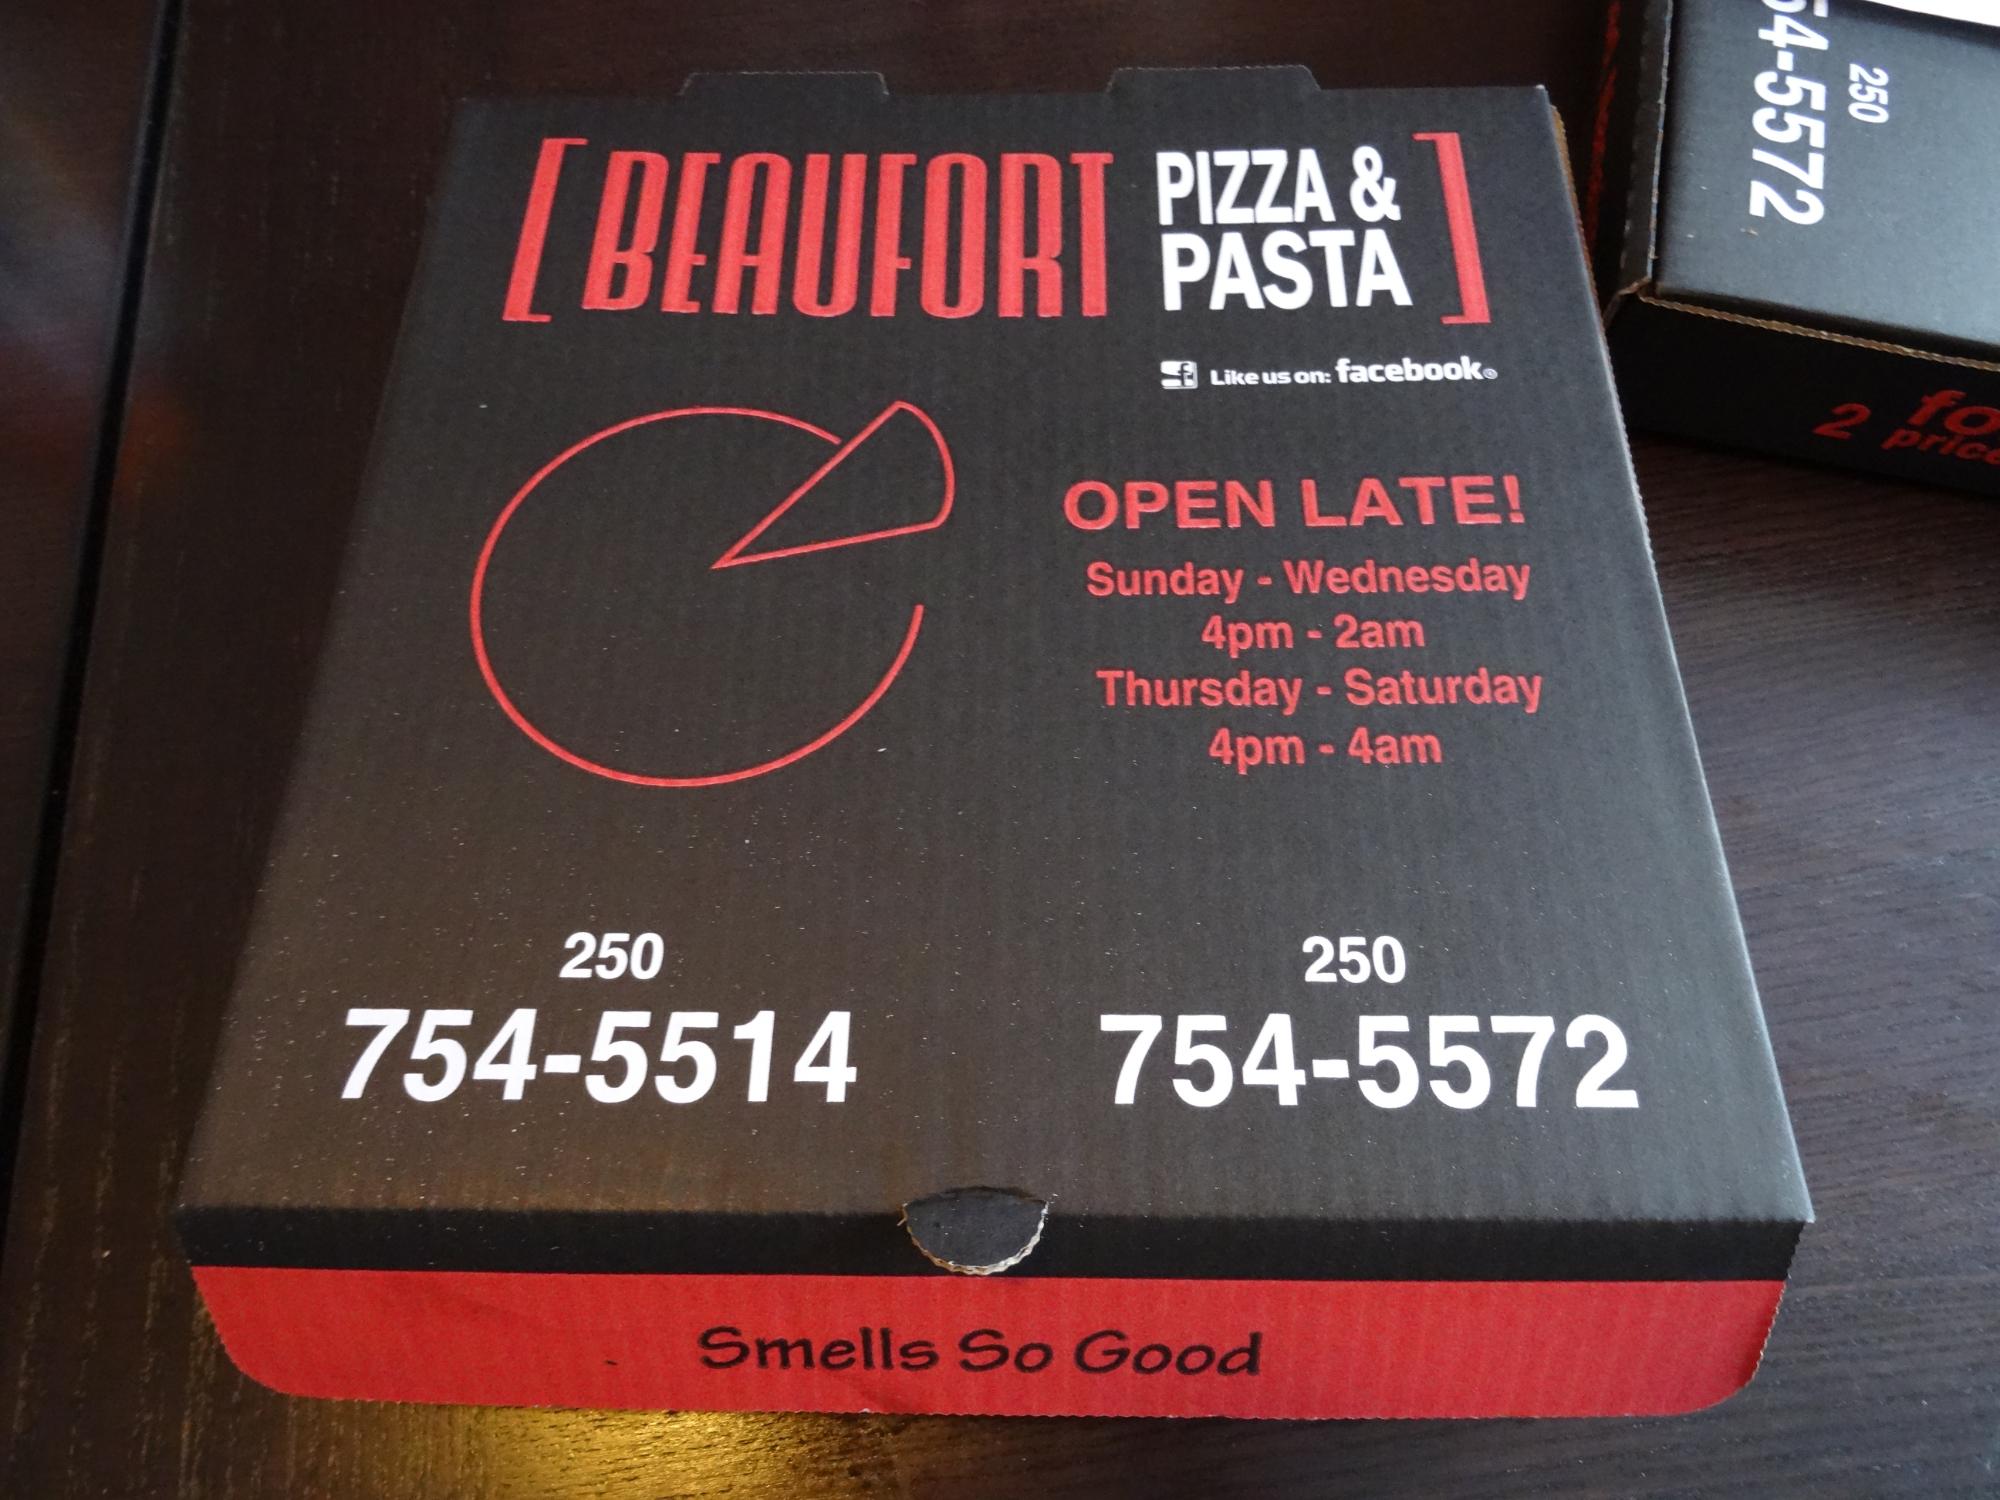 [BEAUFORT PIZZA & PASTA]
Like us on: facebook®
OPEN LATE!
Sunday - Wednesday
4pm - 2am
Thursday - Saturday
4pm - 4am
250
754-5514
250
754-5572
Smells So Good
250
54-5572
2